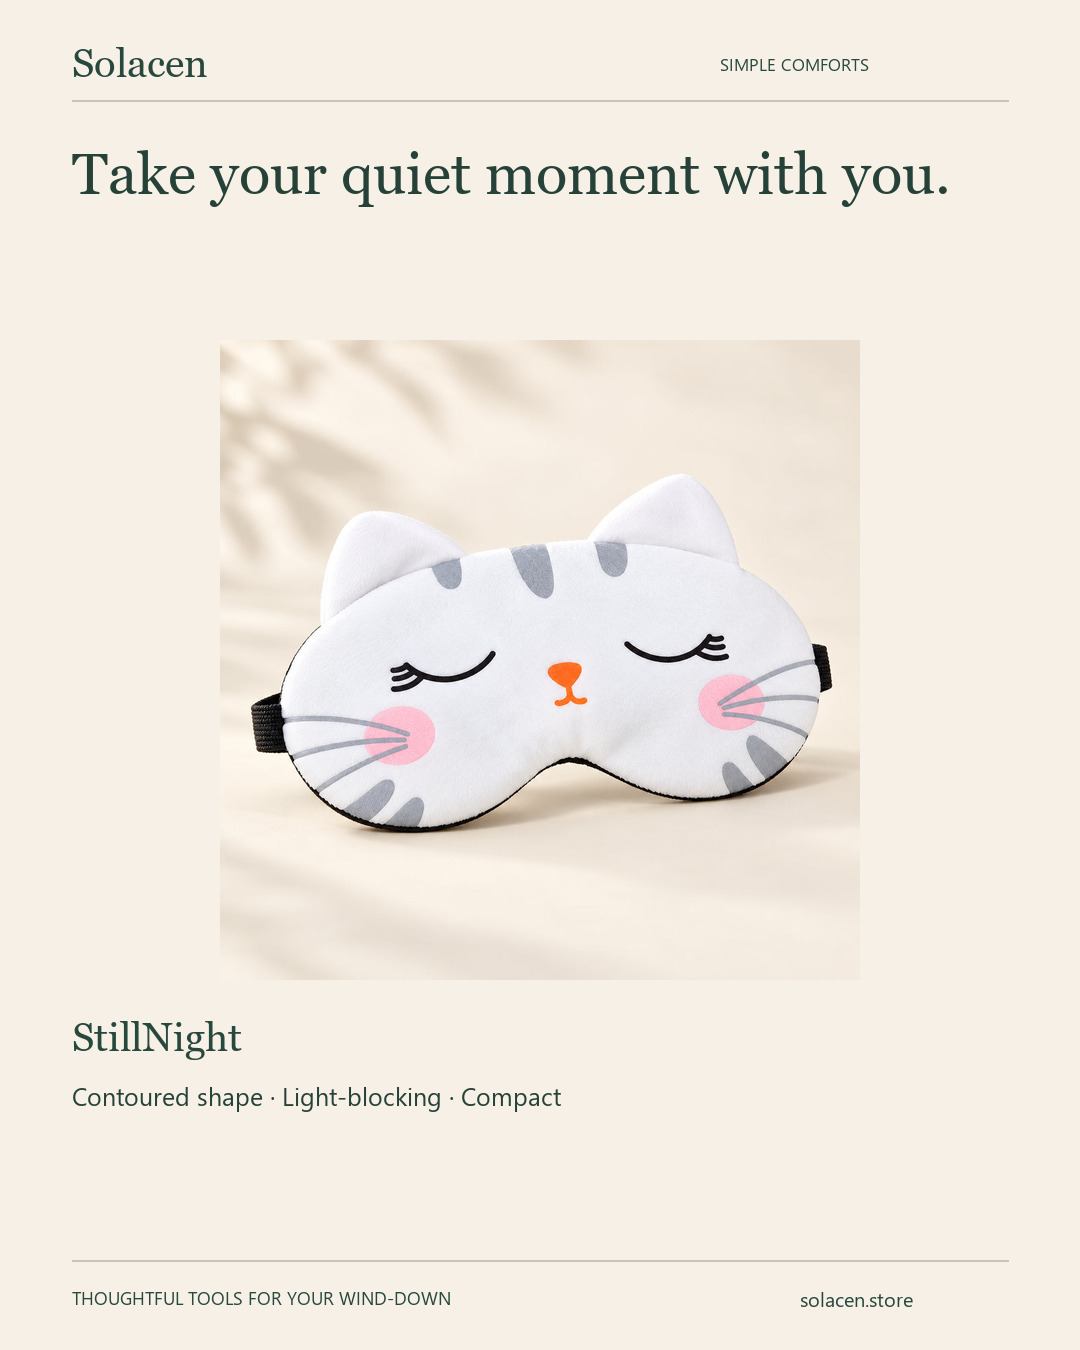 Solacen
SIMPLE COMFORTS
Take your quiet moment with you.
StillNight
Contoured shape · Light-blocking · Compact
THOUGHTFUL TOOLS FOR YOUR WIND-DOWN
solacen.store